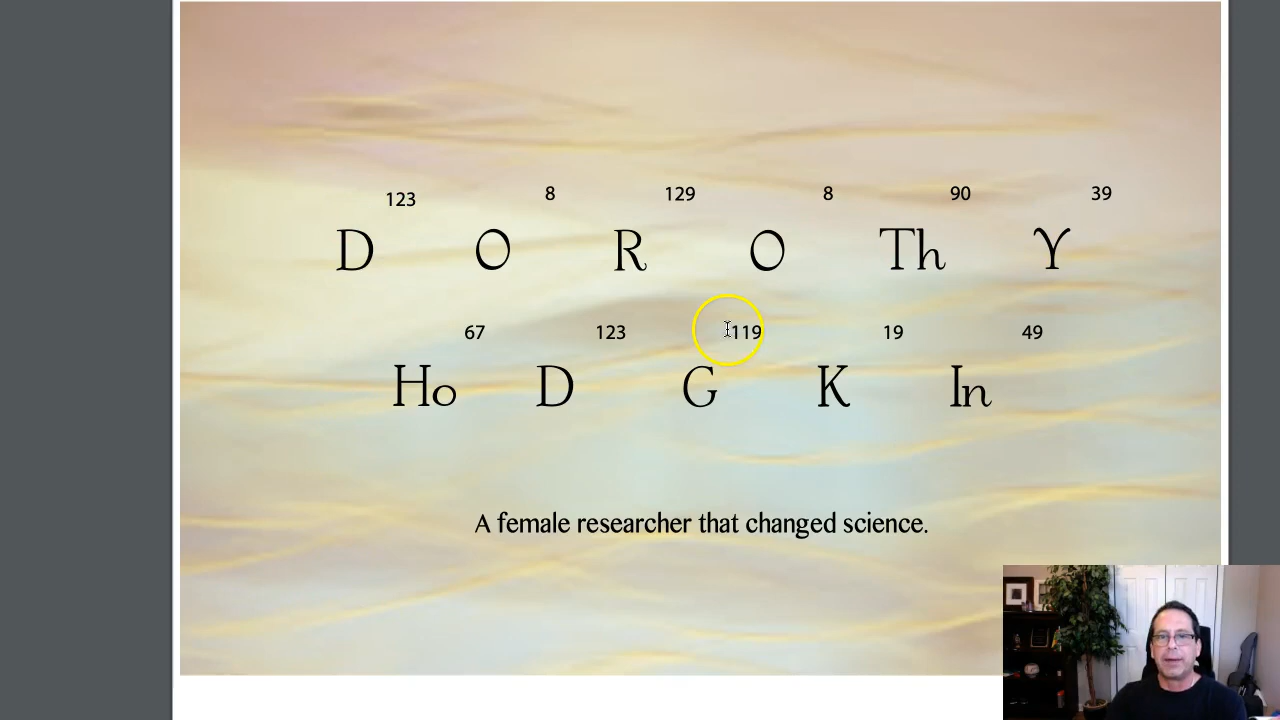 123 8 129 8 90 39
D O R O Th Y
67 123 119 19 49
Ho D G K In
A female researcher that changed science.